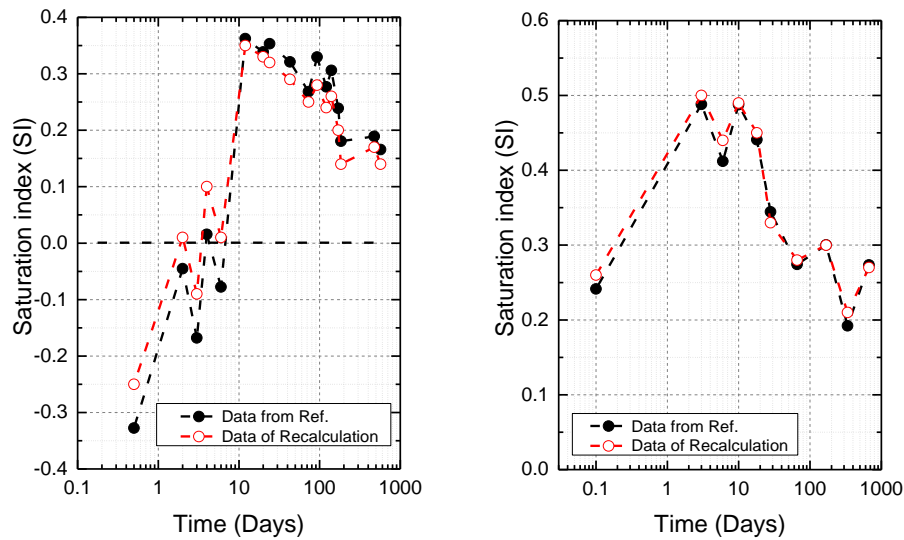 Saturation index (SI)
0.4
0.3
0.2
0.1
0.0
-0.1
-0.2
-0.3
-0.4
Data from Ref.
Data of Recalculation
0.1 1 10 100 1000
Time (Days)
Saturation index (SI)
0.6
0.5
0.4
0.3
0.2
0.1
0.0
Data from Ref.
Data of Recalculation
0.1 1 10 100 1000
Time (Days)